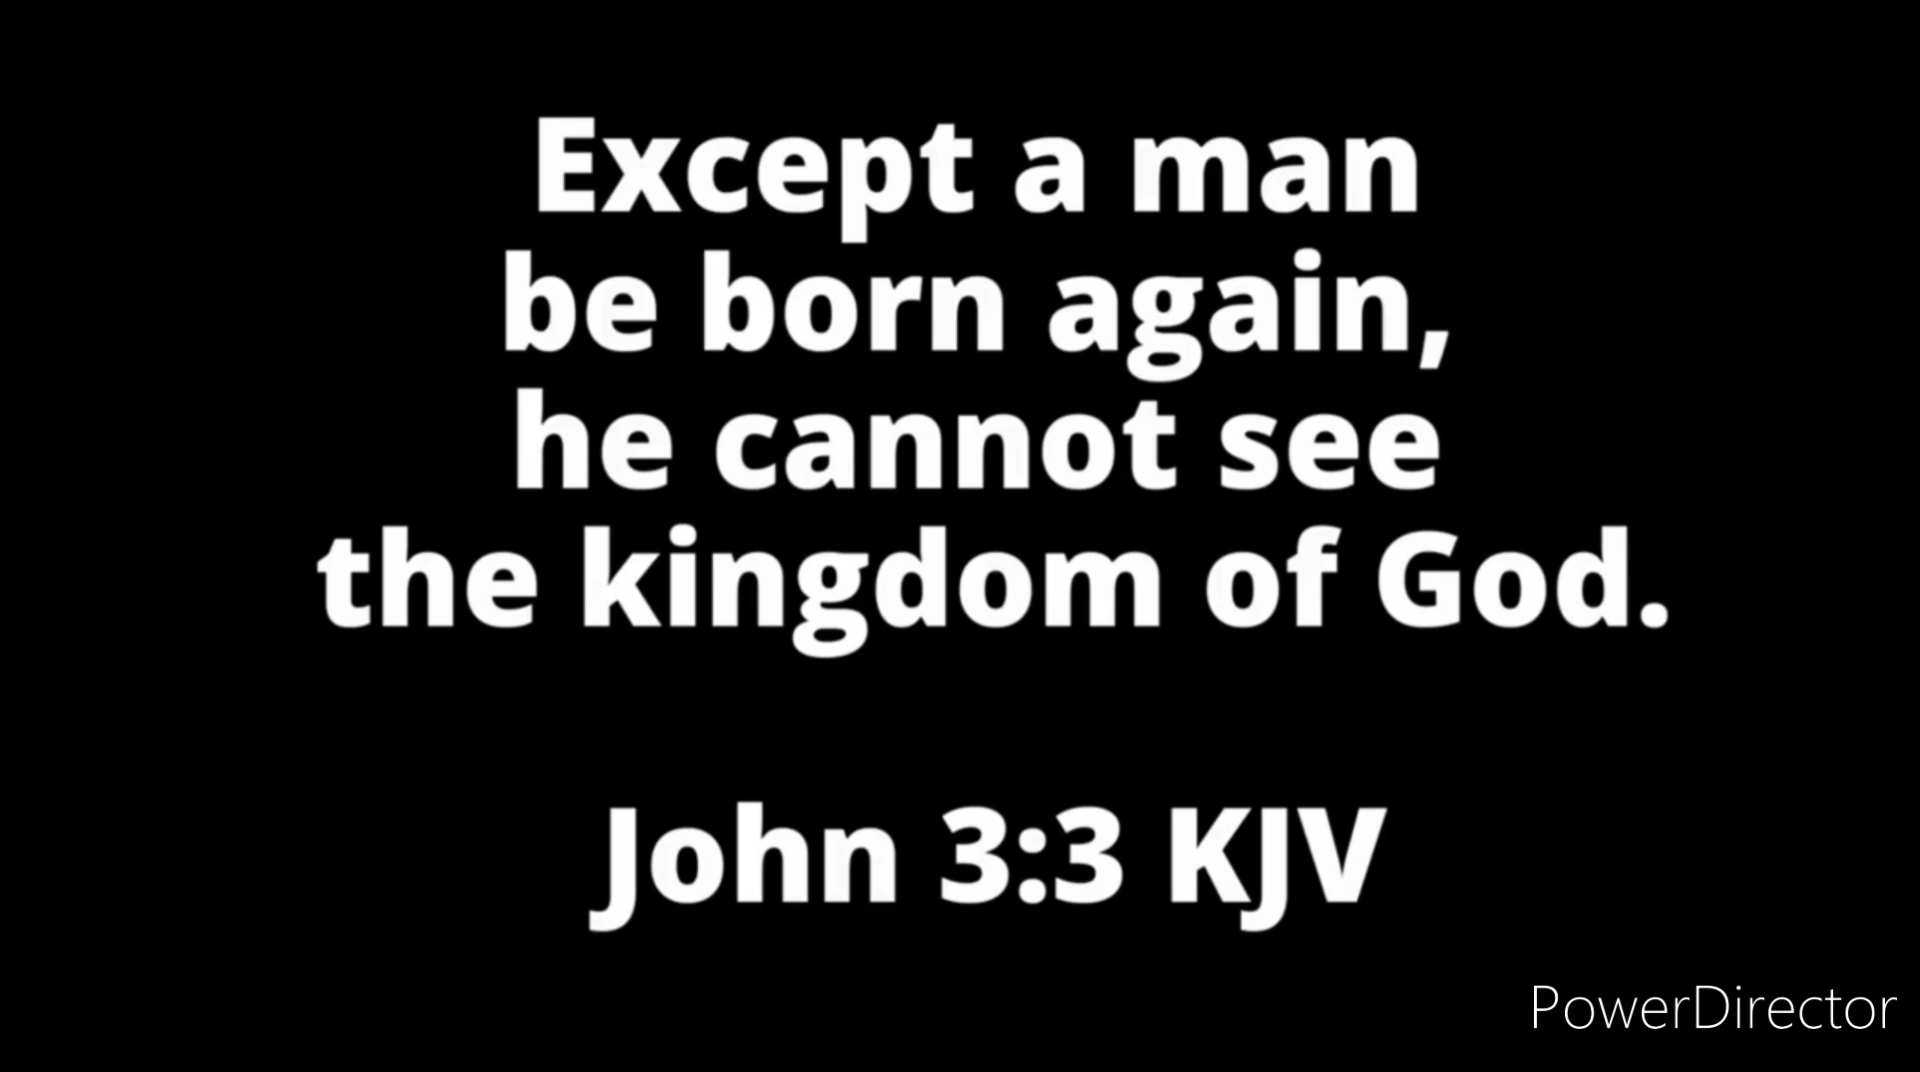 Except a man
be born again,
he cannot see
the kingdom of God.
John 3:3 KJV
PowerDirector